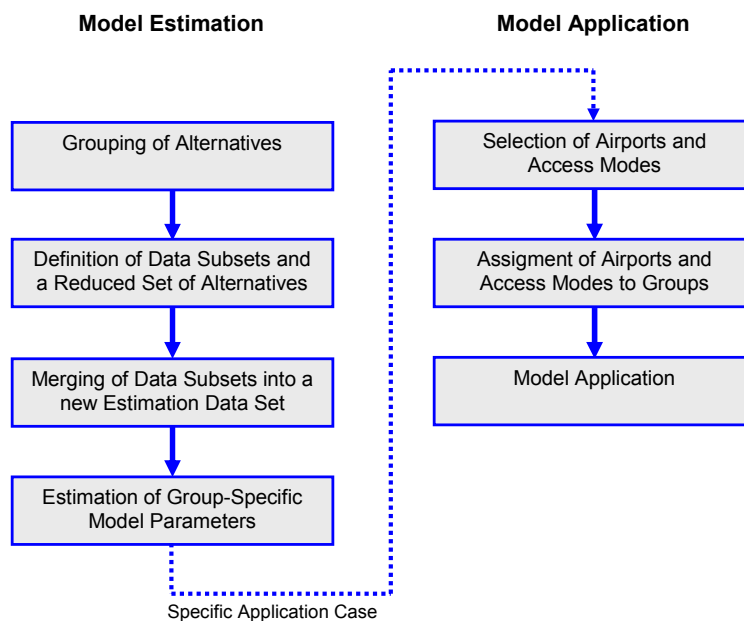 Model Estimation
Grouping of Alternatives
Definition of Data Subsets and
a Reduced Set of Alternatives
Merging of Data Subsets into a
new Estimation Data Set
Estimation of Group-Specific
Model Parameters
Specific Application Case
Model Application
Selection of Airports and
Access Modes
Assigment of Airports and
Access Modes to Groups
Model Application